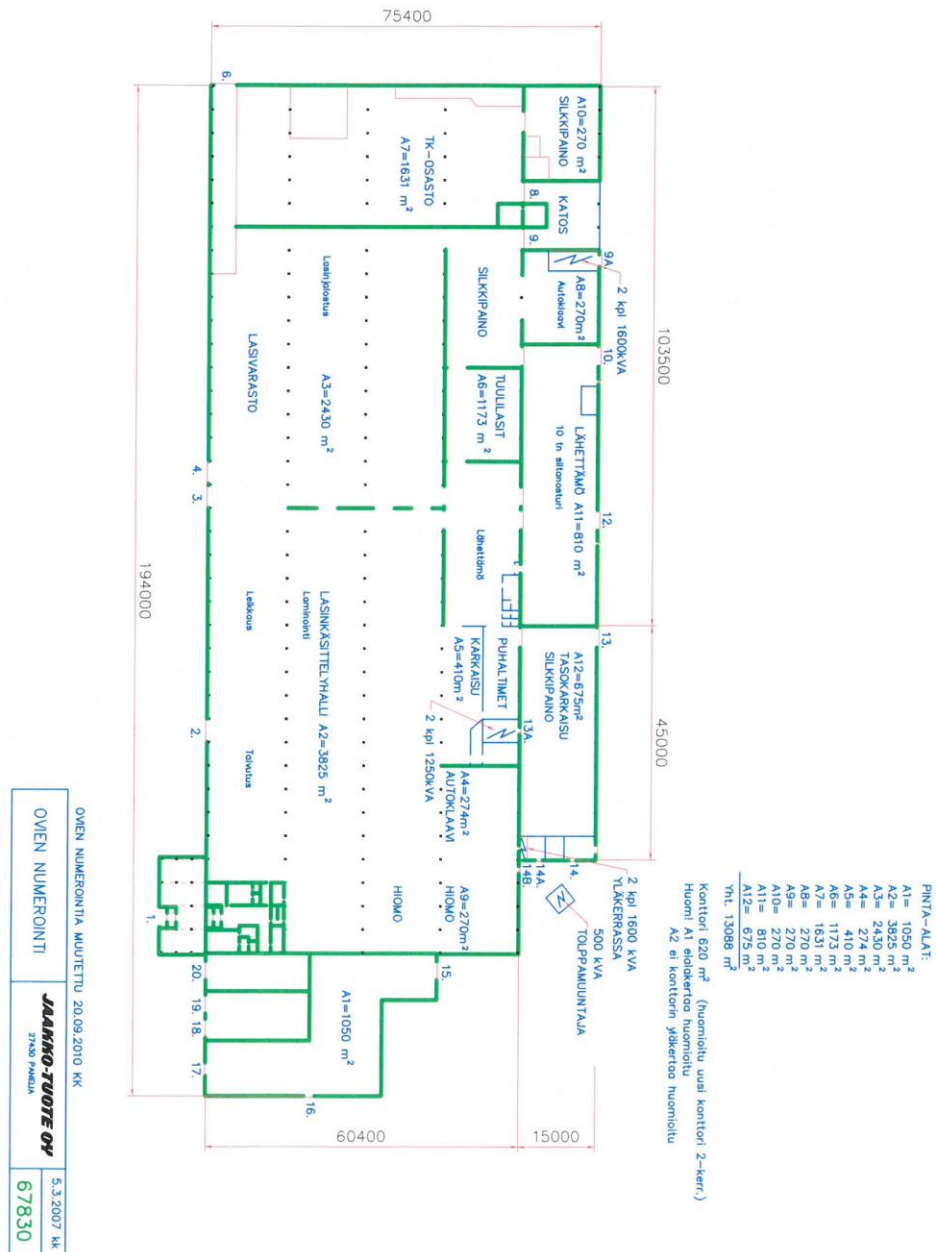 75400
103500
45000
194000
60400
15000
6.
A10=270 m²
SILKKIPAINO
TK-OSASTO
A7=1631 m²
8.
KATOS
9.
9A
2 kpl 1600kVA
A8=270m²
Autoklaavi
10.
SILKKIPAINO
Lasinjalostus
LASIVARASTO
A3=2430 m²
TUULILASIT
A6=1173 m²
LÄHETTÄMÖ A11=810 m²
10 tn siltanosturi
12.
4.
3.
Lähettämö
13.
Leikkaus
Laminointi
LASINKÄSITTELYHALLI A2=3825 m²
PUHALTIMET
KARKAISU
A5=410m²
A12=675m²
TASOKARKAISU
SILKKIPAINO
13A.
2 kpl 1250kVA
2.
Taivutus
A4=274m²
AUTOKLAAVI
HIOMO
A9=270m²
HIOMO
14B.
14A.
14.
2 kpl 1600 kVA
YLÄKERRASSA
500 kVA
TOLPPAMUUNTAJA
1.
20.
19.
18.
17.
16.
15.
A1=1050 m²
PINTA-ALAT:
A1= 1050 m²
A2= 3825 m²
A3= 2430 m²
A4= 274 m²
A5= 410 m²
A6= 1173 m²
A7= 1631 m²
A8= 270 m²
A9= 270 m²
A10= 270 m²
A11= 810 m²
A12= 675 m²
Yht. 13088 m²
Konttori 620 m² (huomioitu uusi konttori 2-kerr.)
Huom! A1 alakertaa huomioitu
A2 ei konttorin yläkertaa huomioitu
OVIEN NUMEROINTIA MUUTETTU 20.09.2010 KK
OVIEN NUMEROINTI
JAAKKO-TUOTE OY
27430 PANELIA
5.3.2007 kk
67830